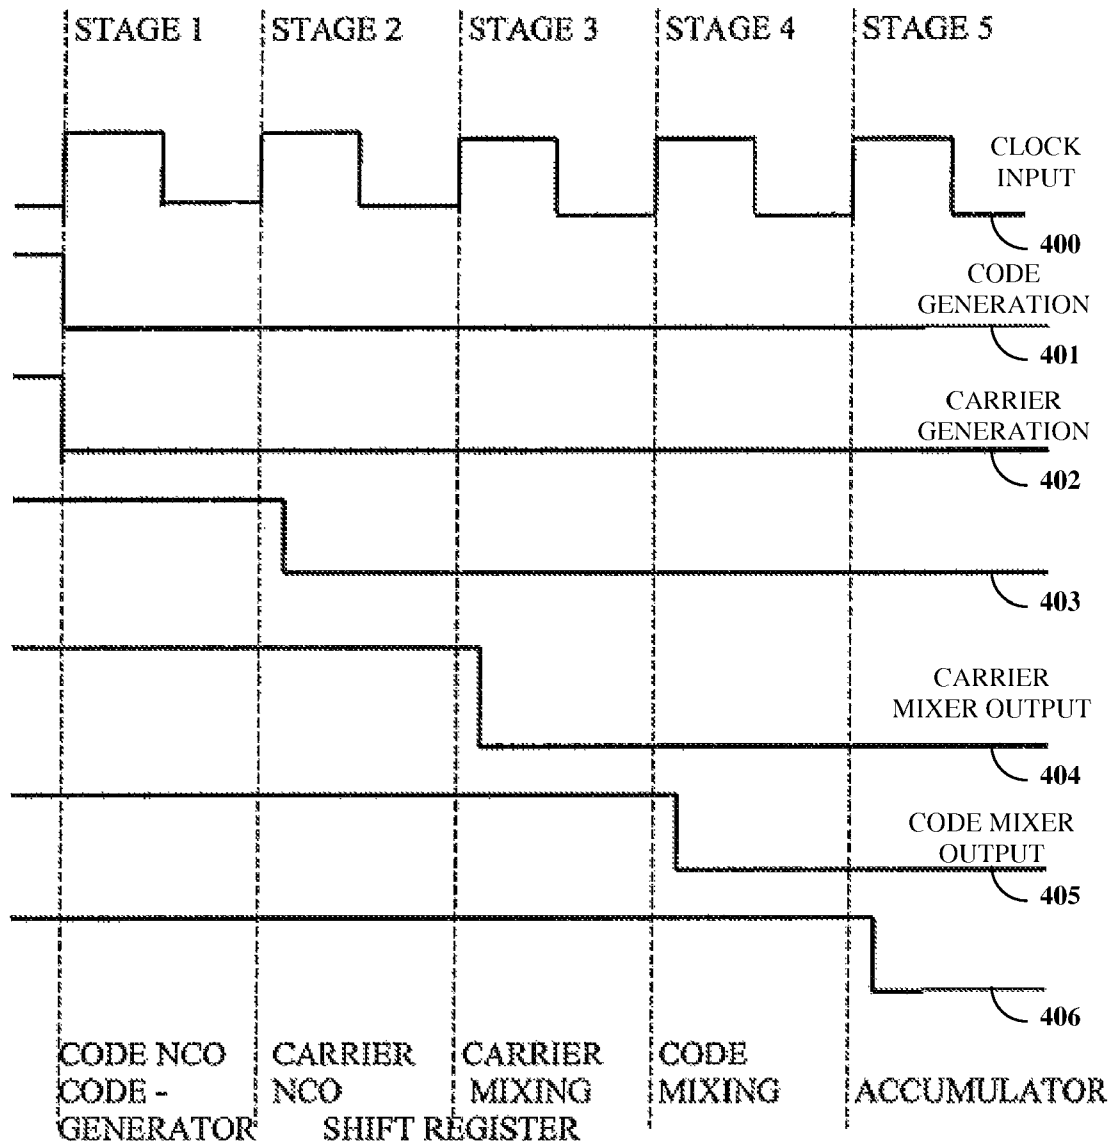 STAGE 1 STAGE 2 STAGE 3 STAGE 4 STAGE 5
CLOCK
INPUT
400
CODE
GENERATION
401
CARRIER
GENERATION
402
403
CARRIER
MIXER OUTPUT
404
CODE MIXER
OUTPUT
405
406
CODE NCO CARRIER CARRIER CODE
CODE - NCO MIXING MIXING ACCUMULATOR
GENERATOR SHIFT REGISTER